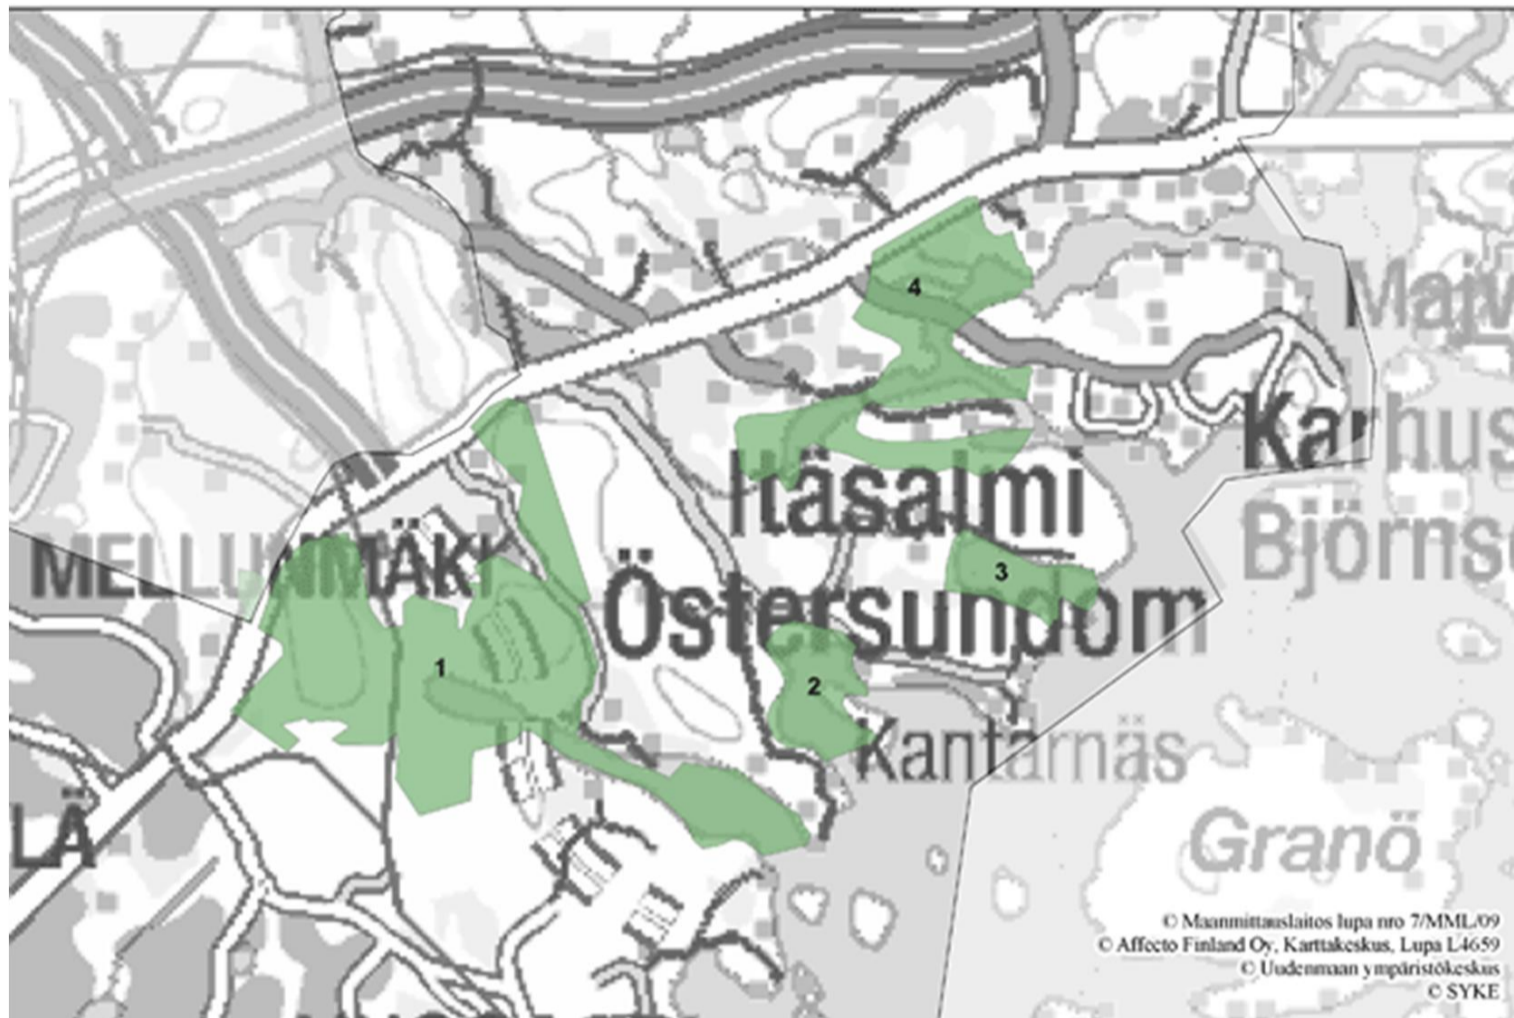 4
Majv
Karhus
Itäsalmi
MELLUNMÄKI
Björns
3
Östersundom
1
2
Kantarnäs
LÄ
Granö
© Maanmittauslaitos lupa nro 7/MML/09
© Affecto Finland Oy, Karttakeskus, Lupa L4659
© Uudenmaan ympäristökeskus
© SYKE